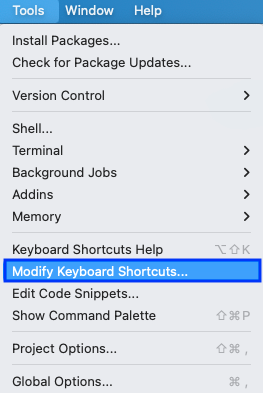 Tools Window Help
Install Packages...
Check for Package Updates...
Version Control
Shell...
Terminal
Background Jobs
Addins
Memory
Keyboard Shortcuts Help ⌥⇧K
Modify Keyboard Shortcuts...
Edit Code Snippets...
Show Command Palette ⇧⌘P
Project Options... ⇧⌘,
Global Options... ⌘,